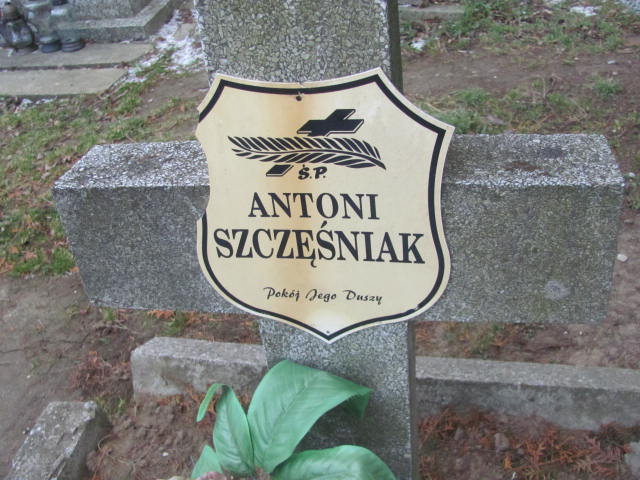 Ś.P.
ANTONI
SZCZĘŚNIAK
Pokój Jego Duszy